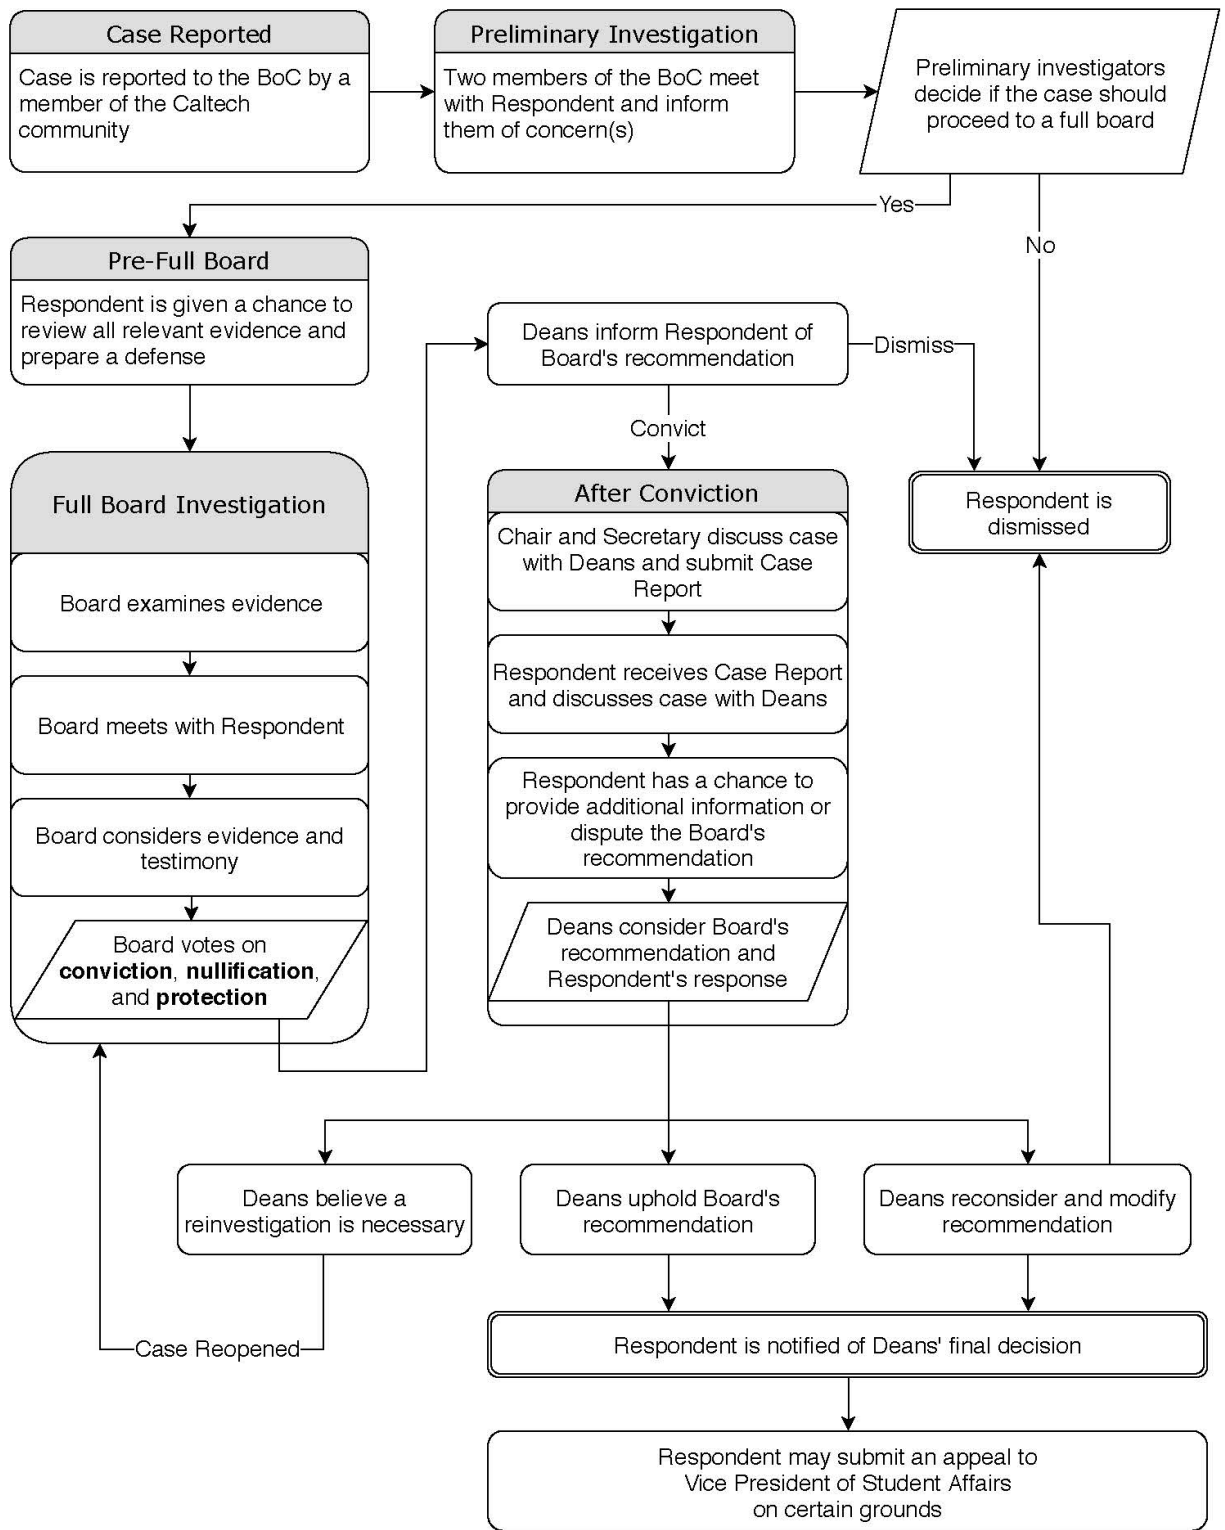 Case Reported
Case is reported to the BoC by a
member of the Caltech
community
Preliminary Investigation
Two members of the BoC meet
with Respondent and inform
them of concern(s)
Preliminary investigators
decide if the case should
proceed to a full board
Yes
No
Pre-Full Board
Respondent is given a chance to
review all relevant evidence and
prepare a defense
Deans inform Respondent of
Board's recommendation
Dismiss
Convict
Respondent is
dismissed
Full Board Investigation
Board examines evidence
Board meets with Respondent
Board considers evidence and
testimony
Board votes on
conviction, nullification,
and protection
After Conviction
Chair and Secretary discuss case
with Deans and submit Case
Report
Respondent receives Case Report
and discusses case with Deans
Respondent has a chance to
provide additional information or
dispute the Board's
recommendation
Deans consider Board's
recommendation and
Respondent's response
Deans believe a
reinvestigation is necessary
Deans uphold Board's
recommendation
Deans reconsider and modify
recommendation
Case Reopened
Respondent is notified of Deans' final decision
Respondent may submit an appeal to
Vice President of Student Affairs
on certain grounds